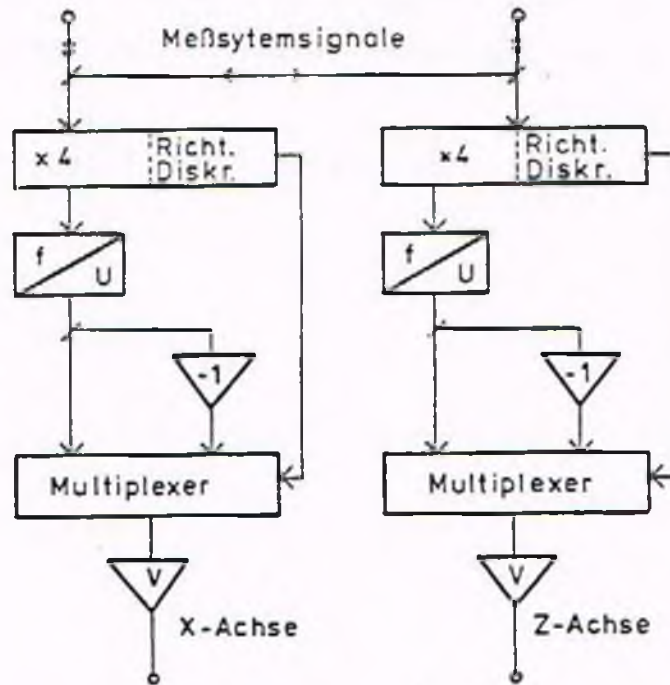 Meßsytemsignale
x 4
Richt.
Diskr.
x4
Richt.
Diskr.
f
U
f
U
-1
-1
Multiplexer
Multiplexer
V
V
X-Achse
Z-Achse